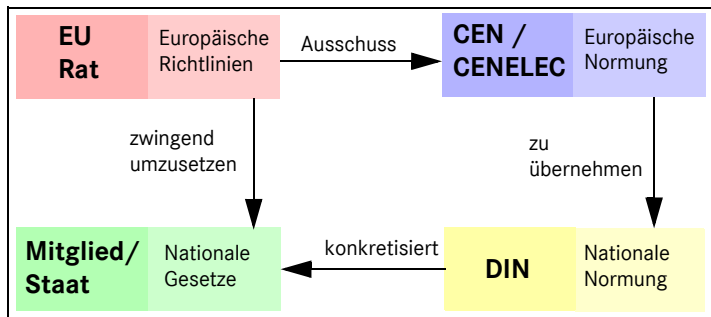 EU
Rat
Europäische
Richtlinien
Ausschuss
CEN /
CENELEC
Europäische
Normung
zwingend
umzusetzen
zu
übernehmen
Mitglied/
Staat
Nationale
Gesetze
konkretisiert
DIN
Nationale
Normung